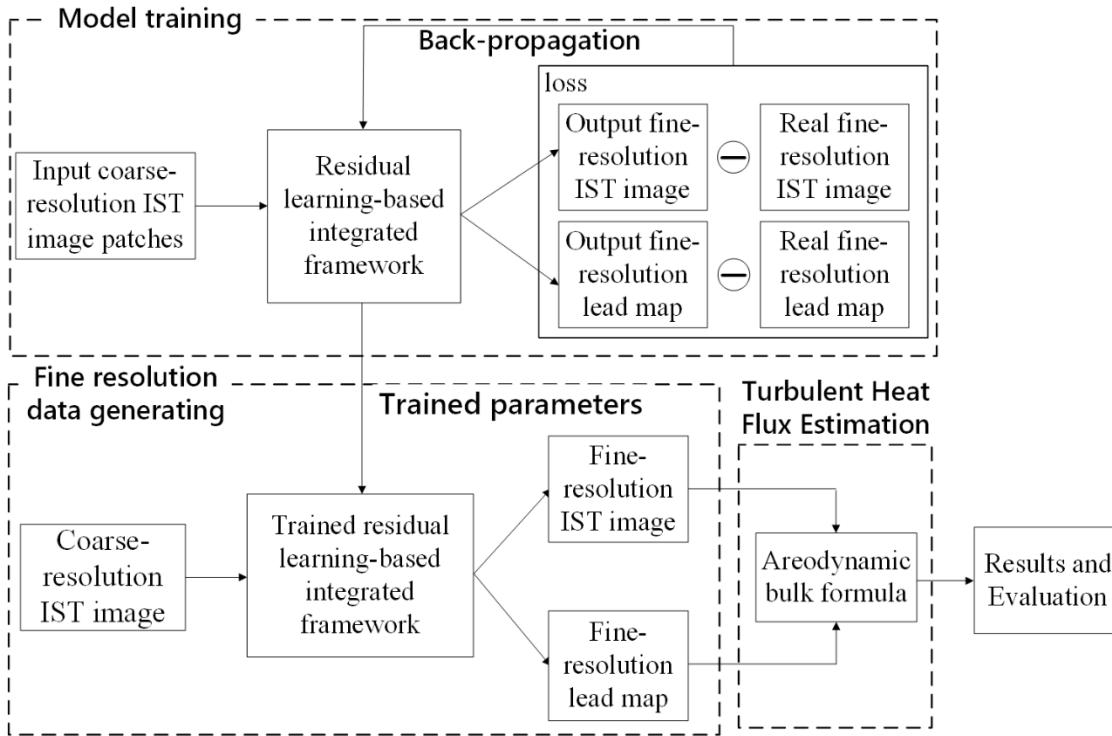 Model training
Back-propagation
Input coarse-
resolution IST
image patches
Residual
learning-based
integrated
framework
loss
Output fine-
resolution
IST image
Real fine-
resolution
IST image
Output fine-
resolution
lead map
Real fine-
resolution
lead map
Fine resolution
data generating
Trained parameters
Coarse-
resolution
IST image
Trained residual
learning-based
integrated
framework
Fine-
resolution
IST image
Fine-
resolution
lead map
Turbulent Heat
Flux Estimation
Areodynamic
bulk formula
Results and
Evaluation